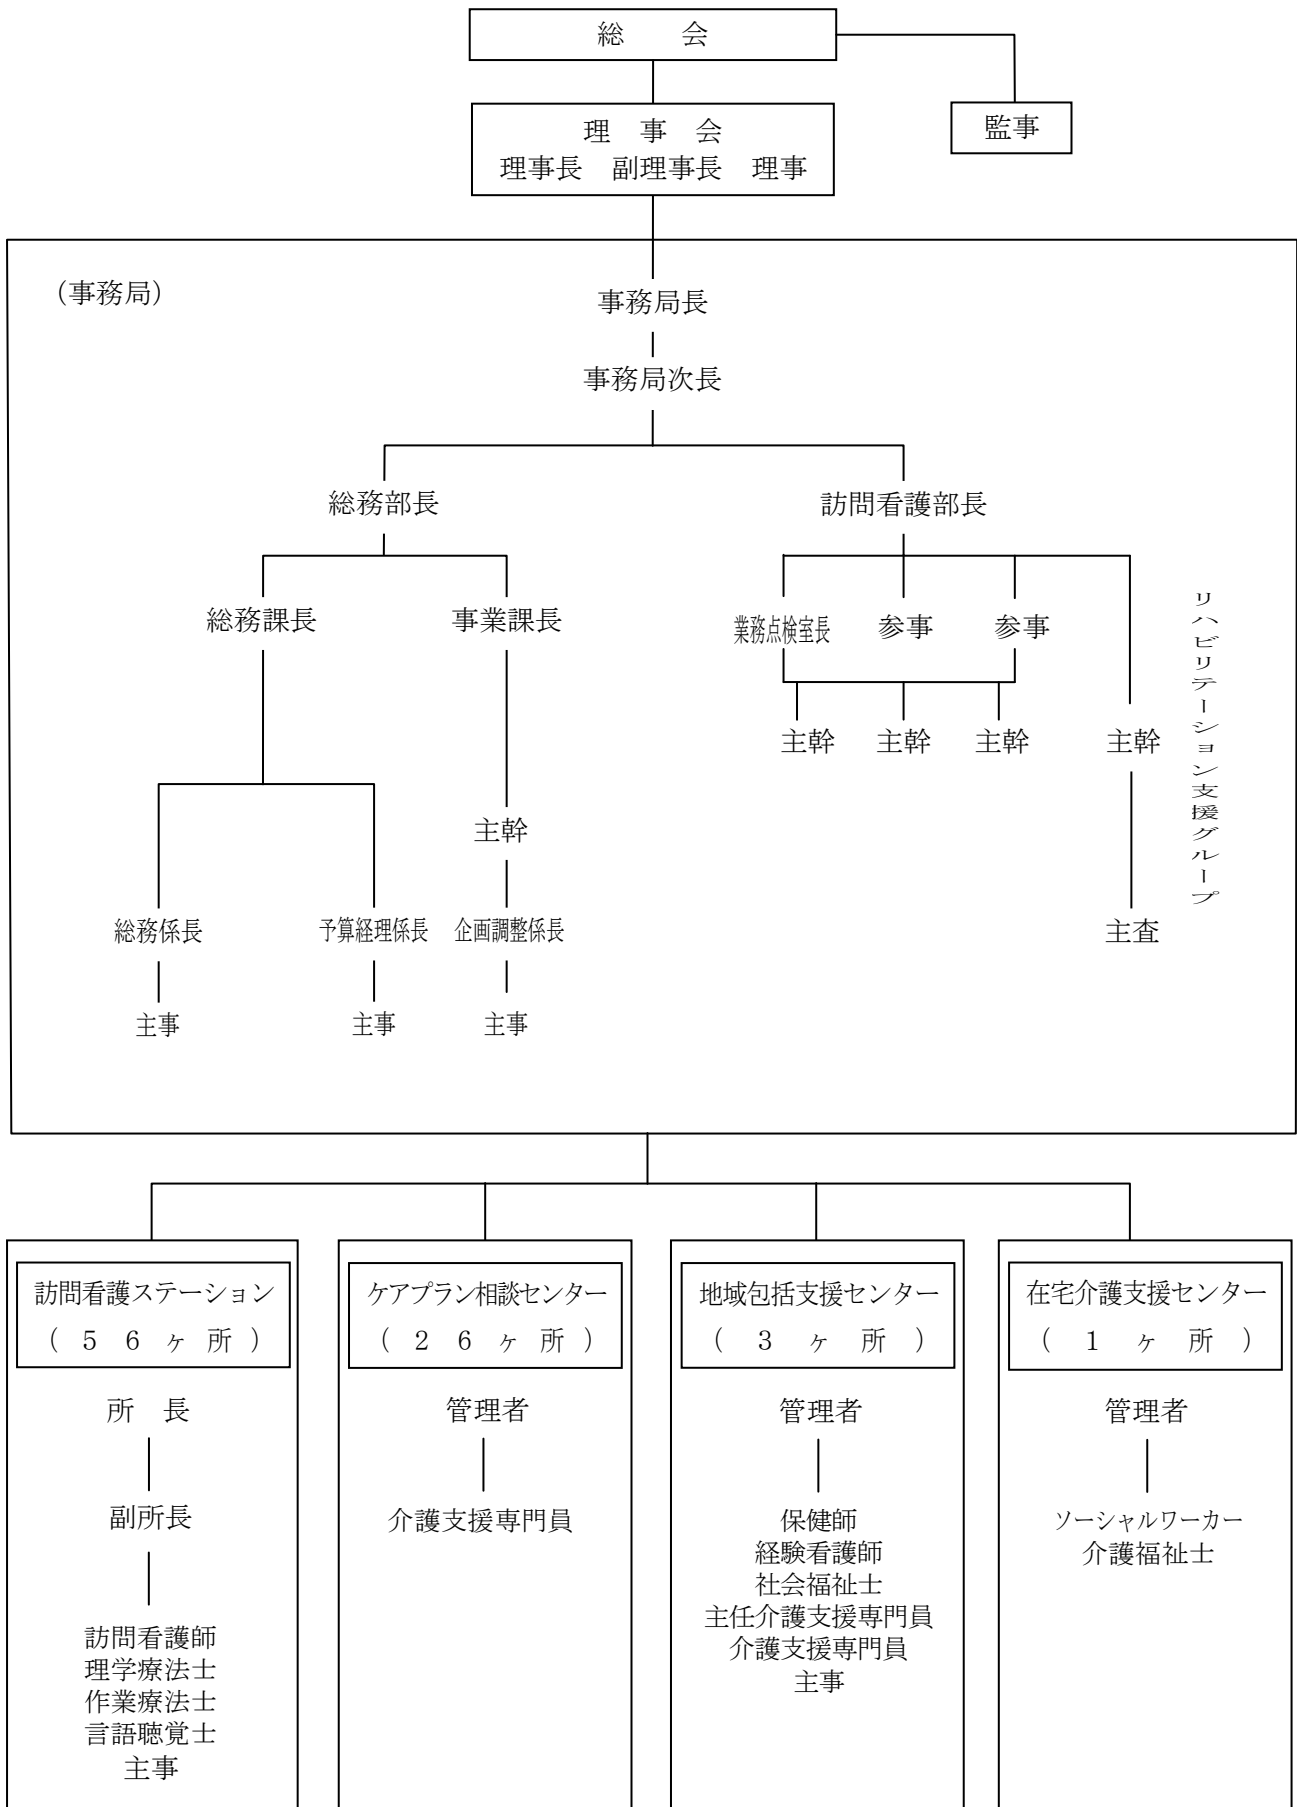 総　　会
監事
理　事　会
理事長　副理事長　理事
（事務局）
事務局長
事務局次長
総務部長
訪問看護部長
総務課長
事業課長
業務点検室長
参事
参事
リハビリテーション支援グループ
主幹
主幹
主幹
主幹
主幹
総務係長
予算経理係長
企画調整係長
主査
主事
主事
主事
訪問看護ステーション
（５６ヶ所）
所　長
副所長
訪問看護師
理学療法士
作業療法士
言語聴覚士
主事
ケアプラン相談センター
（２６ヶ所）
管理者
介護支援専門員
地域包括支援センター
（３ヶ所）
管理者
保健師
経験看護師
社会福祉士
主任介護支援専門員
介護支援専門員
主事
在宅介護支援センター
（１ヶ所）
管理者
ソーシャルワーカー
介護福祉士